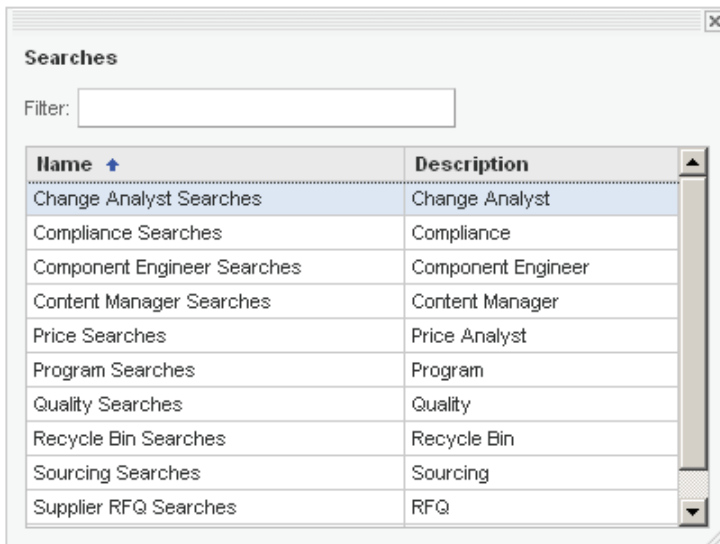 Searches
Filter:
Name Description
Change Analyst Searches Change Analyst
Compliance Searches Compliance
Component Engineer Searches Component Engineer
Content Manager Searches Content Manager
Price Searches Price Analyst
Program Searches Program
Quality Searches Quality
Recycle Bin Searches Recycle Bin
Sourcing Searches Sourcing
Supplier RFQ Searches RFQ